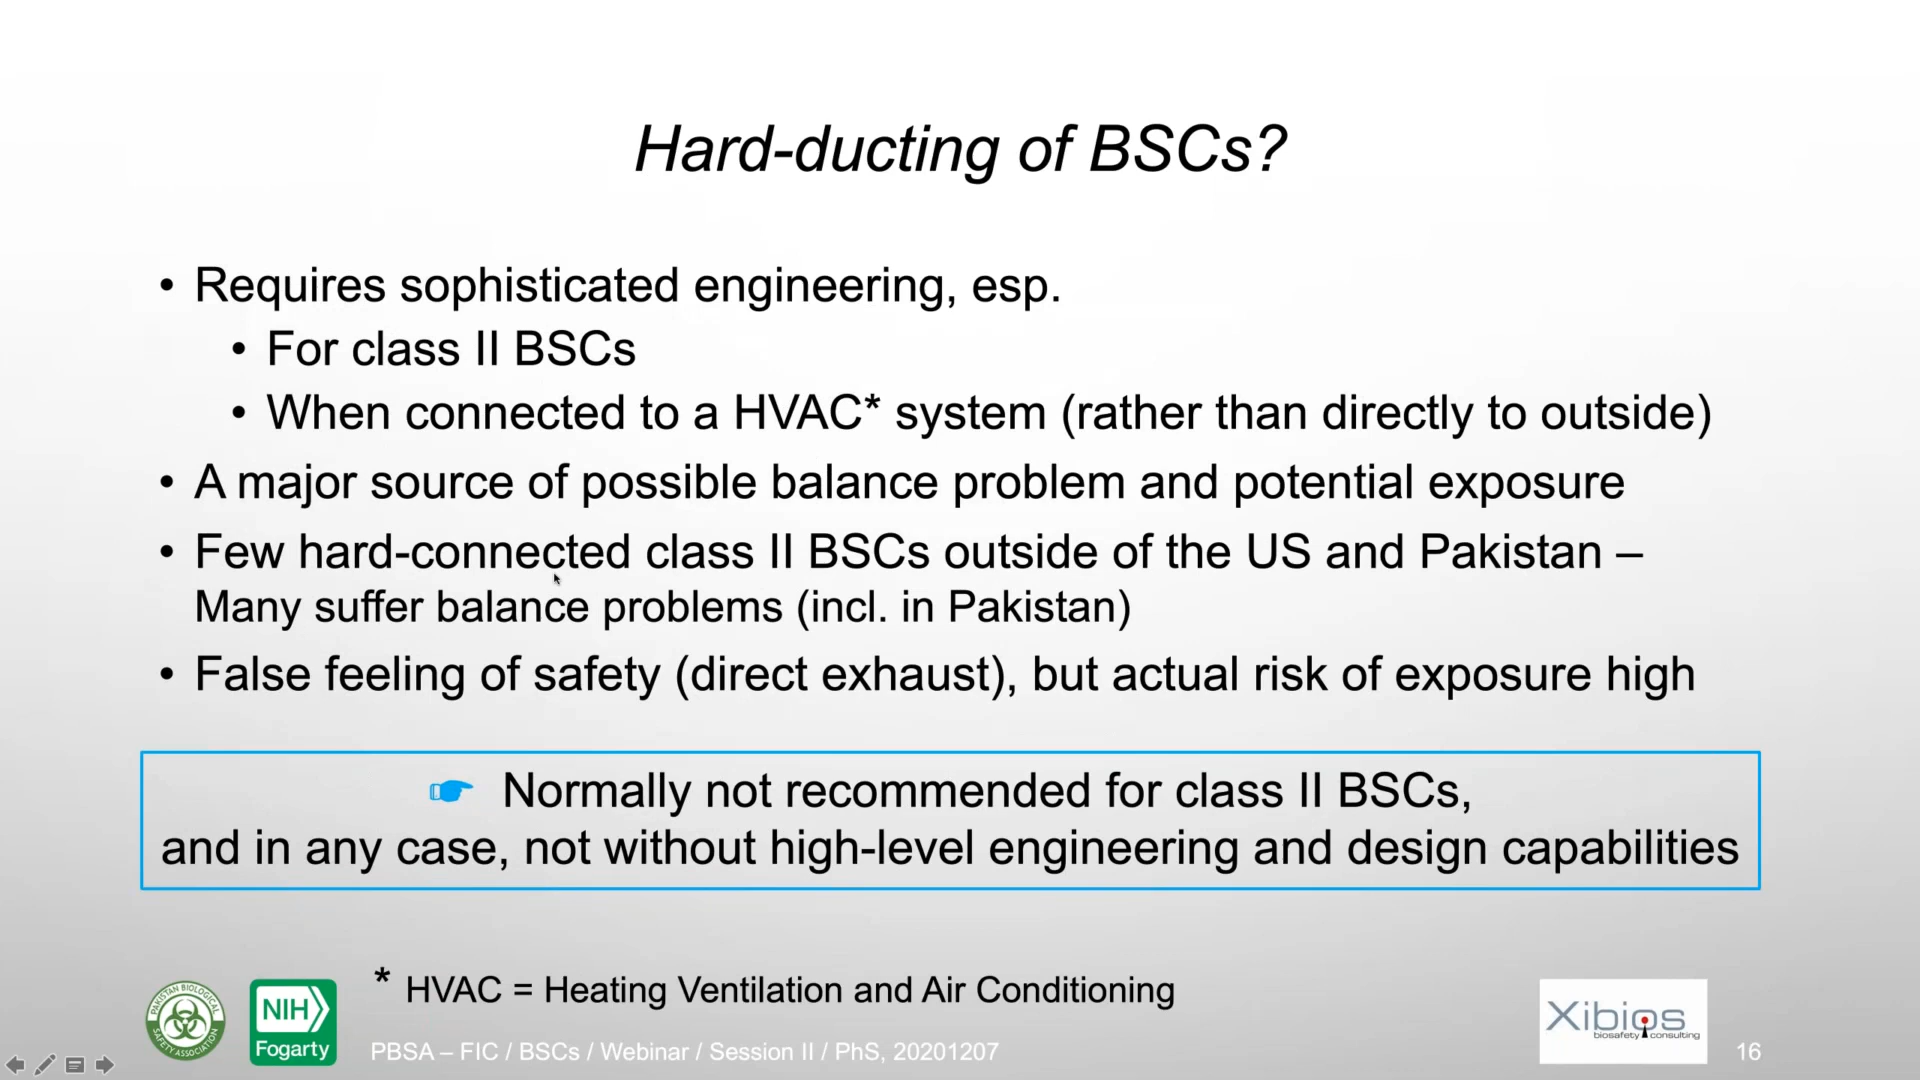 Hard-ducting of BSCs?
• Requires sophisticated engineering, esp.
• For class II BSCs
• When connected to a HVAC* system (rather than directly to outside)
• A major source of possible balance problem and potential exposure
• Few hard-connected class II BSCs outside of the US and Pakistan –
Many suffer balance problems (incl. in Pakistan)
• False feeling of safety (direct exhaust), but actual risk of exposure high
☛ Normally not recommended for class II BSCs,
and in any case, not without high-level engineering and design capabilities
* HVAC = Heating Ventilation and Air Conditioning
PAKISTAN BIOLOGICAL
SAFETY ASSOCIATION
NIH
Fogarty
PBSA – FIC / BSCs / Webinar / Session II / PhS, 20201207
Xibios
biosafety consulting
16